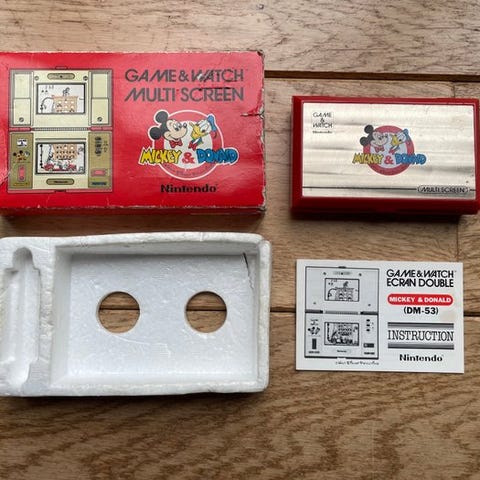 GAME & WATCH
MULTI SCREEN
MICKEY & DONALD
Nintendo
GAME
&
WATCH
Nintendo
MICKEY & DONALD
MULTI SCREEN
GAME & WATCH
ECRAN DOUBLE
MICKEY & DONALD
(DM-53)
INSTRUCTION
Nintendo